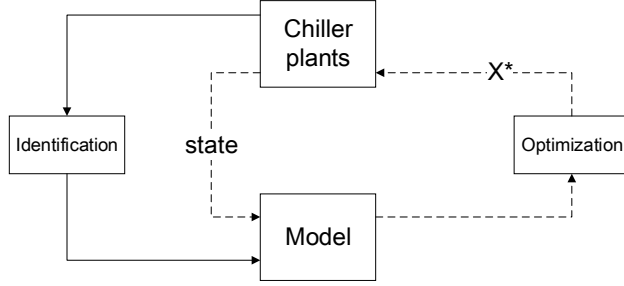 Chiller
plants
X*
Identification
state
Optimization
Model